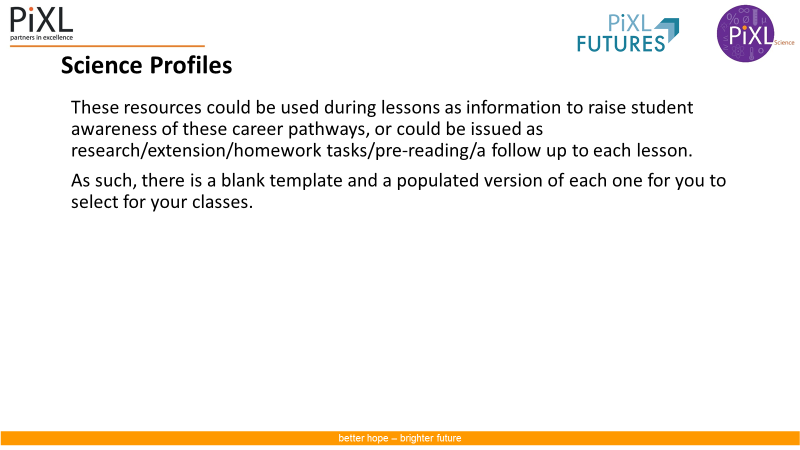 PiXL
partners in excellence
PiXL
FUTURES
PiXL
Science
Science Profiles
These resources could be used during lessons as information to raise student
awareness of these career pathways, or could be issued as
research/extension/homework tasks/pre-reading/a follow up to each lesson.
As such, there is a blank template and a populated version of each one for you to
select for your classes.
better hope – brighter future